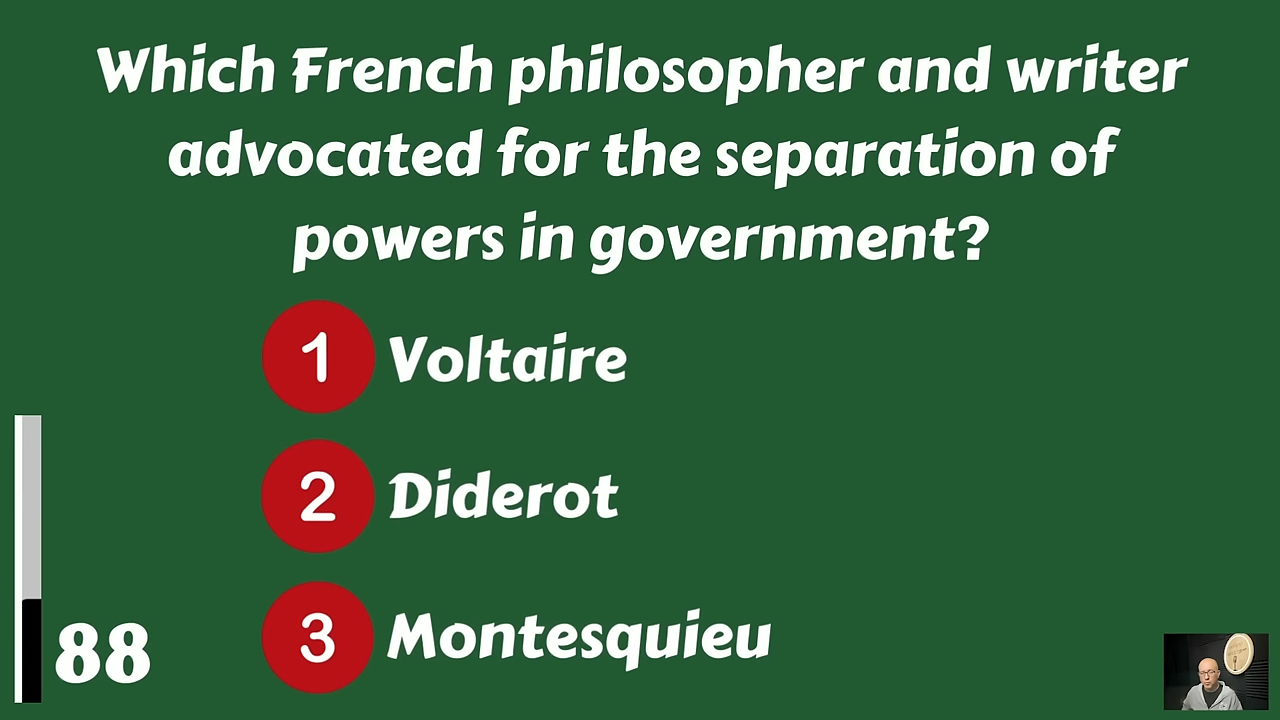 Which French philosopher and writer
advocated for the separation of
powers in government?
1 Voltaire
2 Diderot
3 Montesquieu
88